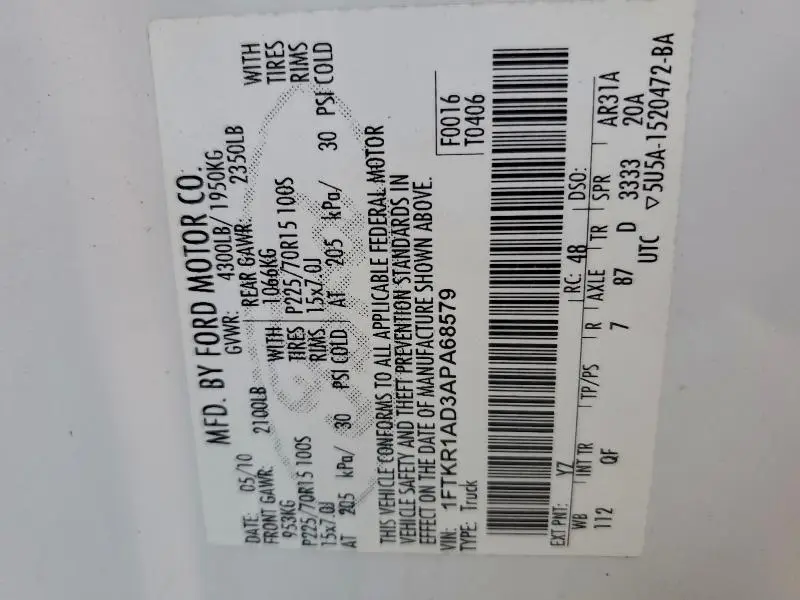 MFD. BY FORD MOTOR CO.
DATE: 05/10 GVWR: 4300LB/ 1950KG
FRONT GAWR: 2100LB REAR GAWR: 2350LB
953KG WITH 1066KG WITH
P225/70R15 100S TIRES P225/70R15 100S TIRES
15x7.0J RIMS 15x7.0J RIMS
AT 205 kPa/ 30 PSI COLD AT 205 kPa/ 30 PSI COLD
THIS VEHICLE CONFORMS TO ALL APPLICABLE FEDERAL MOTOR
VEHICLE SAFETY AND THEFT PREVENTION STANDARDS IN
EFFECT ON THE DATE OF MANUFACTURE SHOWN ABOVE.
VIN: 1FTKR1AD3APA68579 F0016
TYPE: Truck T0406
EXT PNT: YZ RC: 48 DSO:
WB INT TR TP/PS R AXLE TR SPR AR31A
112 QF 7 87 D 3333 20A
UTC ▽5U5A-1520472-BA